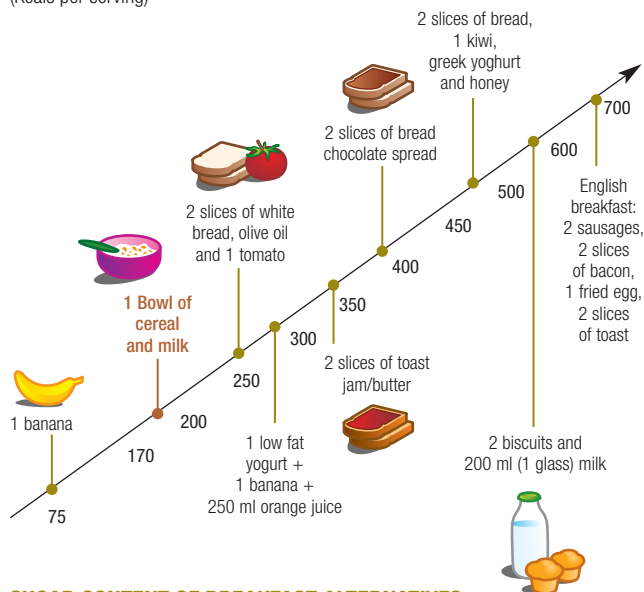 2 slices of bread,
1 kiwi,
greek yoghurt
and honey
2 slices of bread
chocolate spread
2 slices of white
bread, olive oil
and 1 tomato
1 Bowl of
cereal
and milk
1 banana
75
170
200
250
300
350
400
450
500
600
700
English
breakfast:
2 sausages,
2 slices
of bacon,
1 fried egg,
2 slices
of toast
2 slices of toast
jam/butter
1 low fat
yogurt +
1 banana +
250 ml orange juice
2 biscuits and
200 ml (1 glass) milk